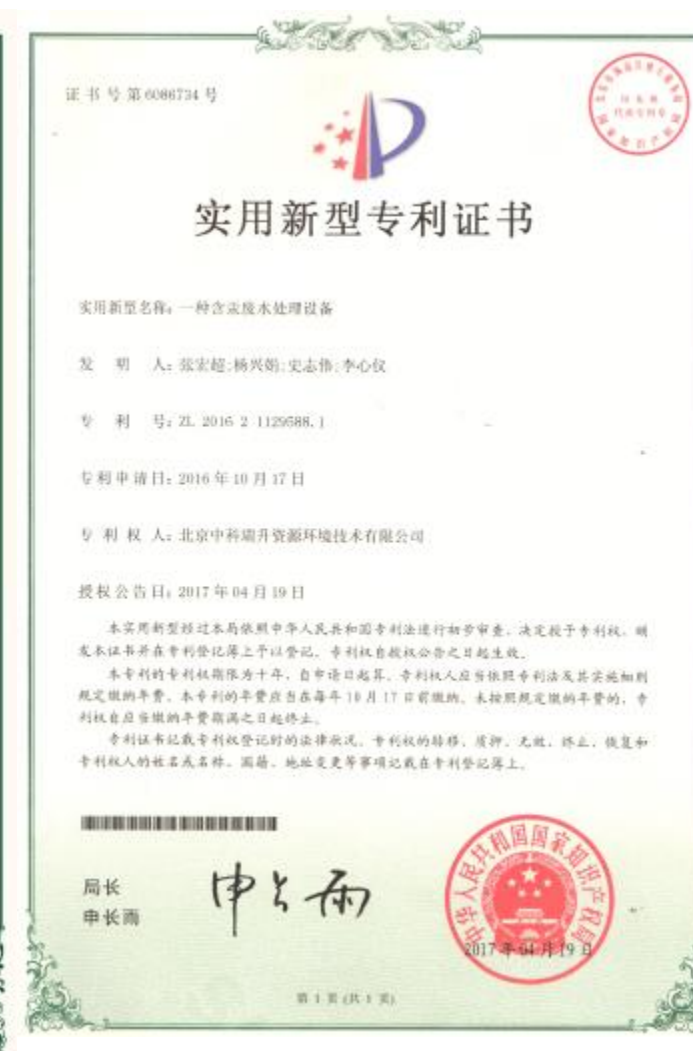 证书号第6086734号
实用新型专利证书
实用新型名称：一种含汞废水处理设备
发明人：张宏超;杨兴娟;史志伟;李心仪
专利号：ZL 2016 2 1129588.1
专利申请日：2016年10月17日
专利权人：北京中科瑞升资源环境技术有限公司
授权公告日：2017年04月19日
本实用新型经过本局依照中华人民共和国专利法进行初步审查，决定授予专利权，颁
发本证书并在专利登记簿上予以登记。专利权自授权公告之日起生效。
本专利的专利权期限为十年，自申请日起算。专利权人应当依照专利法及其实施细则
规定缴纳年费。本专利的年费应当在每年10月17日前缴纳。未按照规定缴纳年费的，专
利权自应当缴纳年费期满之日起终止。
专利证书记载专利权登记时的法律状况。专利权的转移、质押、无效、终止、恢复和
专利权人的姓名或名称、国籍、地址变更等事项记载在专利登记簿上。
局长
申长雨
申长雨
中华人民共和国国家知识产权局
2017年04月19日
第1页(共1页)